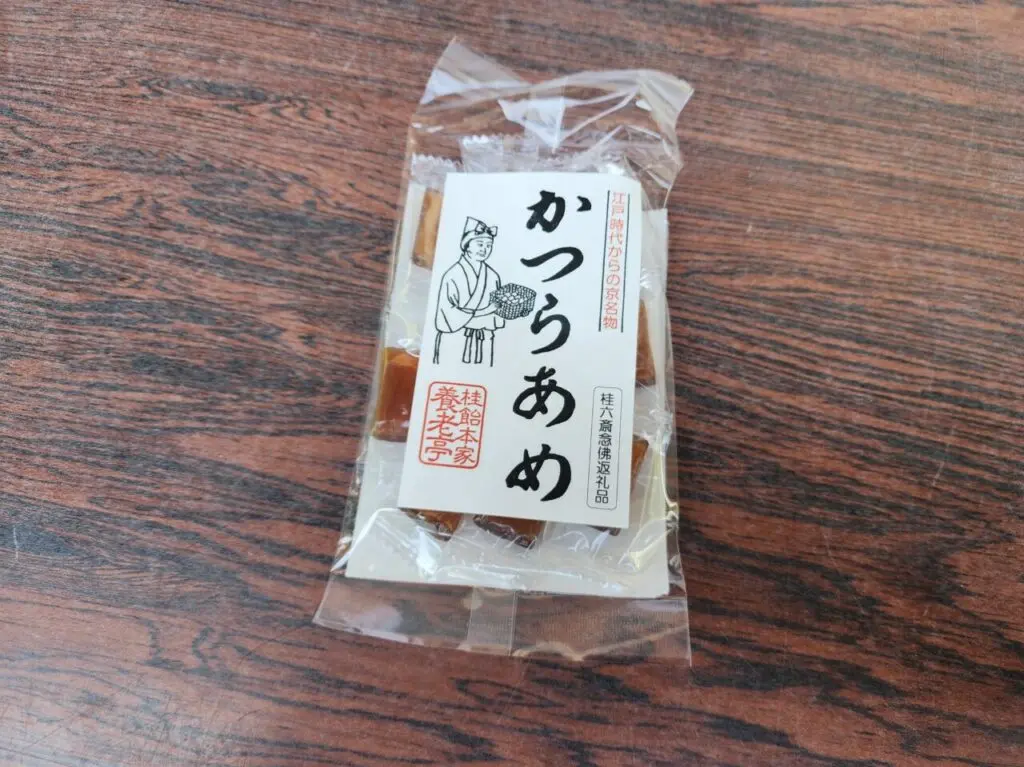 江戸時代からの京名物
かつらあめ
桂六斎念佛返礼品
桂飴本家
養老亭